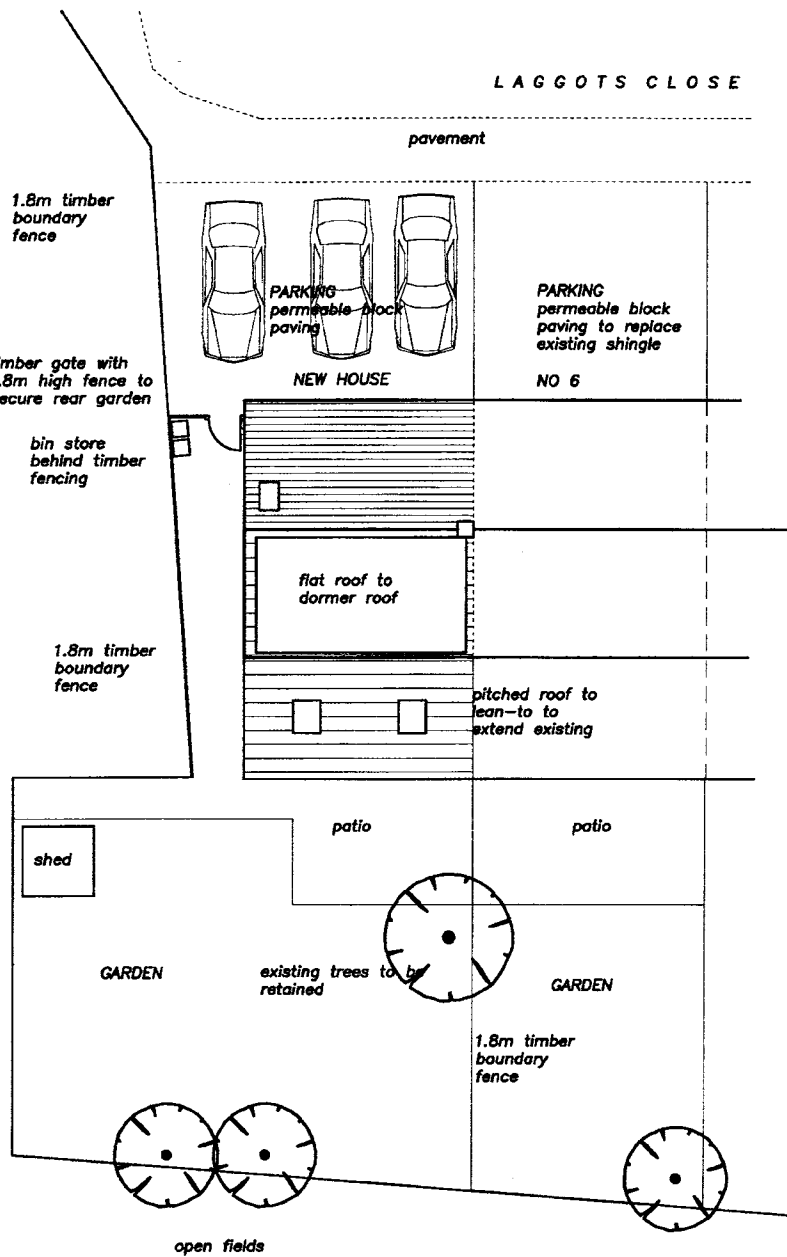 LAGGOTS CLOSE
pavement
1.8m timber
boundary
fence
PARKING
permeable block
paving
PARKING
permeable block
paving to replace
existing shingle
imber gate with
.8m high fence to
ecure rear garden
NEW HOUSE
NO 6
bin store
behind timber
fencing
flat roof to
dormer roof
1.8m timber
boundary
fence
pitched roof to
lean-to to
extend existing
patio
patio
shed
GARDEN
existing trees to be
retained
GARDEN
1.8m timber
boundary
fence
open fields